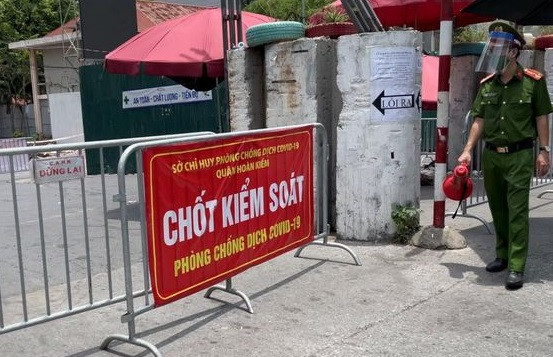 AN TOÀN - CHẤT LƯỢNG - TIẾN ĐỘ
LỐI RA
C.A.H.N
DỪNG LẠI
SỞ CHỈ HUY PHÒNG CHỐNG DỊCH COVID-19
QUẬN HOÀN KIẾM
CHỐT KIỂM SOÁT
PHÒNG CHỐNG DỊCH COVID-19